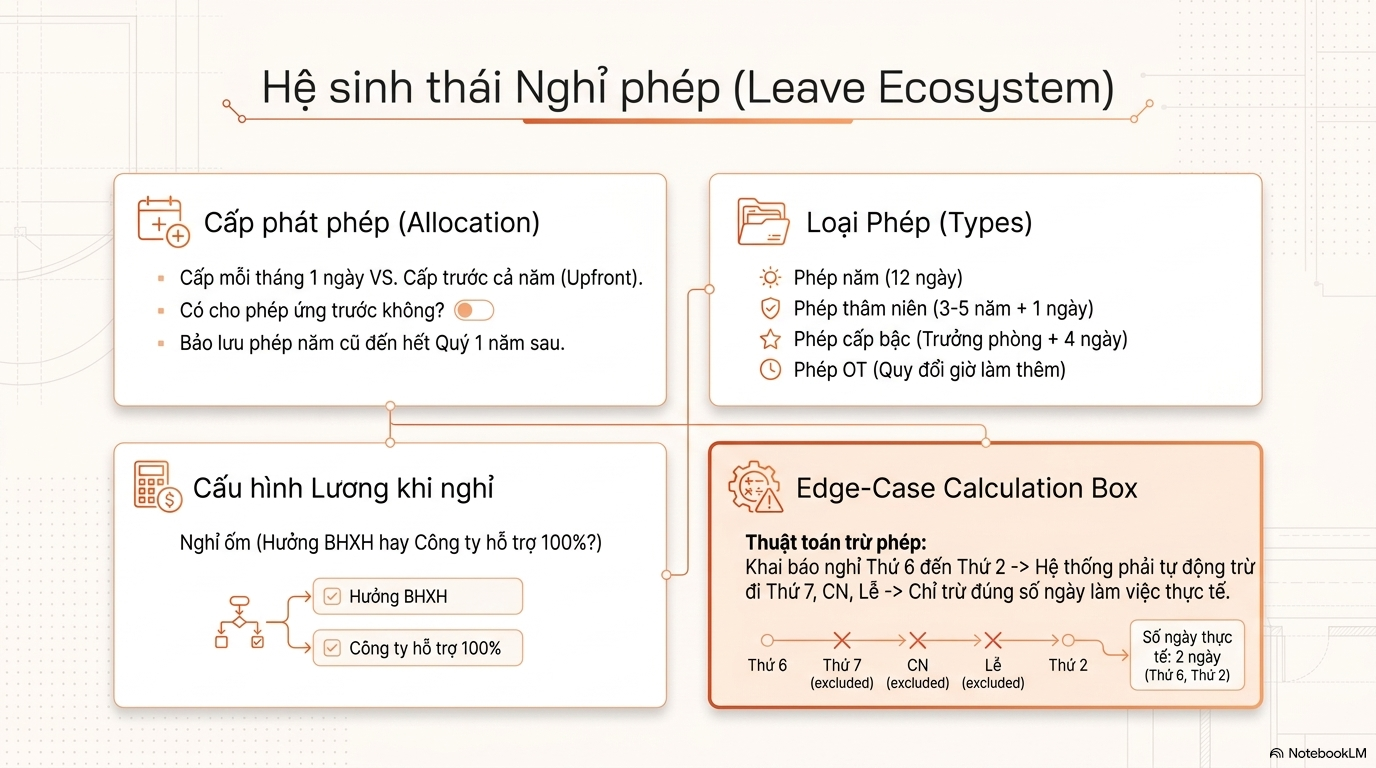 Hệ sinh thái Nghỉ phép (Leave Ecosystem)
Cấp phát phép (Allocation)
Cấp mỗi tháng 1 ngày VS. Cấp trước cả năm (Upfront).
Có cho phép ứng trước không?
Bảo lưu phép năm cũ đến hết Quý 1 năm sau.
Loại Phép (Types)
Phép năm (12 ngày)
Phép thâm niên (3-5 năm + 1 ngày)
Phép cấp bậc (Trưởng phòng + 4 ngày)
Phép OT (Quy đổi giờ làm thêm)
Cấu hình Lương khi nghỉ
Nghỉ ốm (Hưởng BHXH hay Công ty hỗ trợ 100%?)
Hưởng BHXH
Công ty hỗ trợ 100%
Edge-Case Calculation Box
Thuật toán trừ phép:
Khai báo nghỉ Thứ 6 đến Thứ 2 -> Hệ thống phải tự động trừ
đi Thứ 7, CN, Lễ -> Chỉ trừ đúng số ngày làm việc thực tế.
Thứ 6
Thứ 7
(excluded)
CN
(excluded)
Lễ
(excluded)
Thứ 2
Số ngày thực
tế: 2 ngày
(Thứ 6, Thứ 2)
NotebookLM